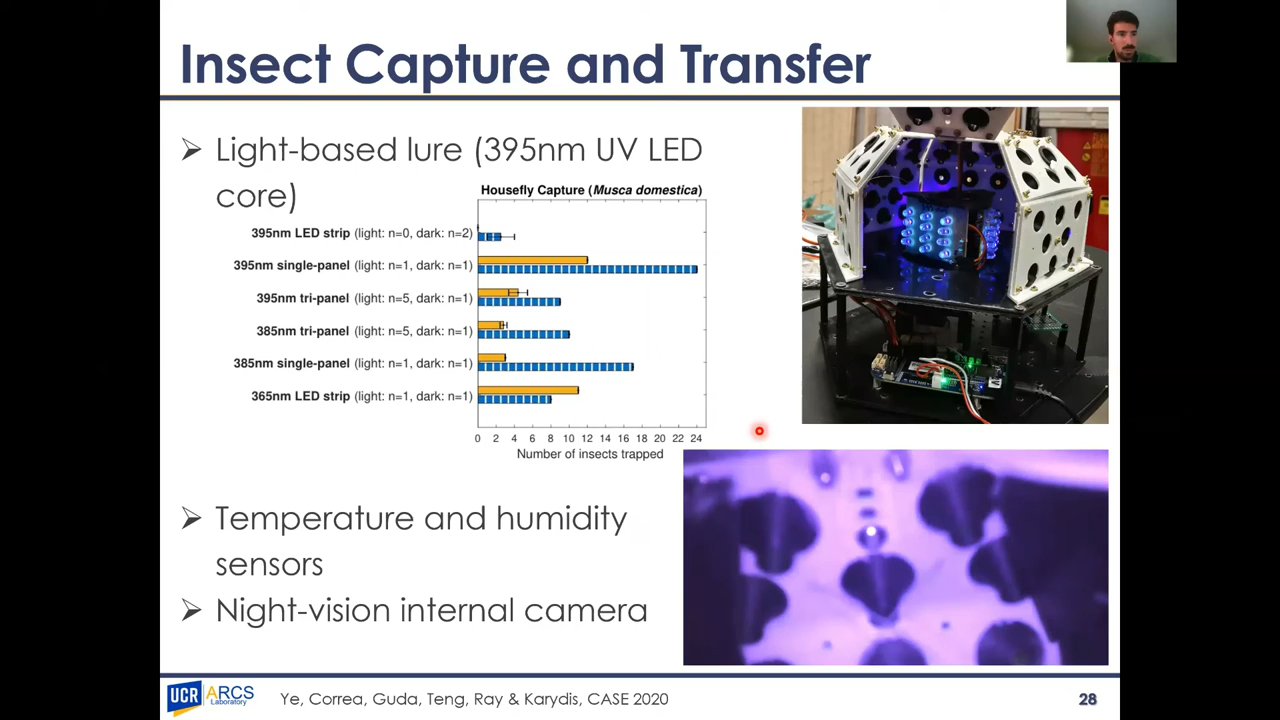 Insect Capture and Transfer
➢ Light-based lure (395nm UV LED
core)
Housefly Capture (Musca domestica)
395nm LED strip (light: n=0, dark: n=2)
395nm single-panel (light: n=1, dark: n=1)
395nm tri-panel (light: n=5, dark: n=1)
385nm tri-panel (light: n=5, dark: n=1)
385nm single-panel (light: n=1, dark: n=1)
365nm LED strip (light: n=1, dark: n=1)
0 2 4 6 8 10 12 14 16 18 20 22 24
Number of insects trapped
➢ Temperature and humidity
sensors
➢ Night-vision internal camera
UCR ARCS
Laboratory
Ye, Correa, Guda, Teng, Ray & Karydis, CASE 2020
28